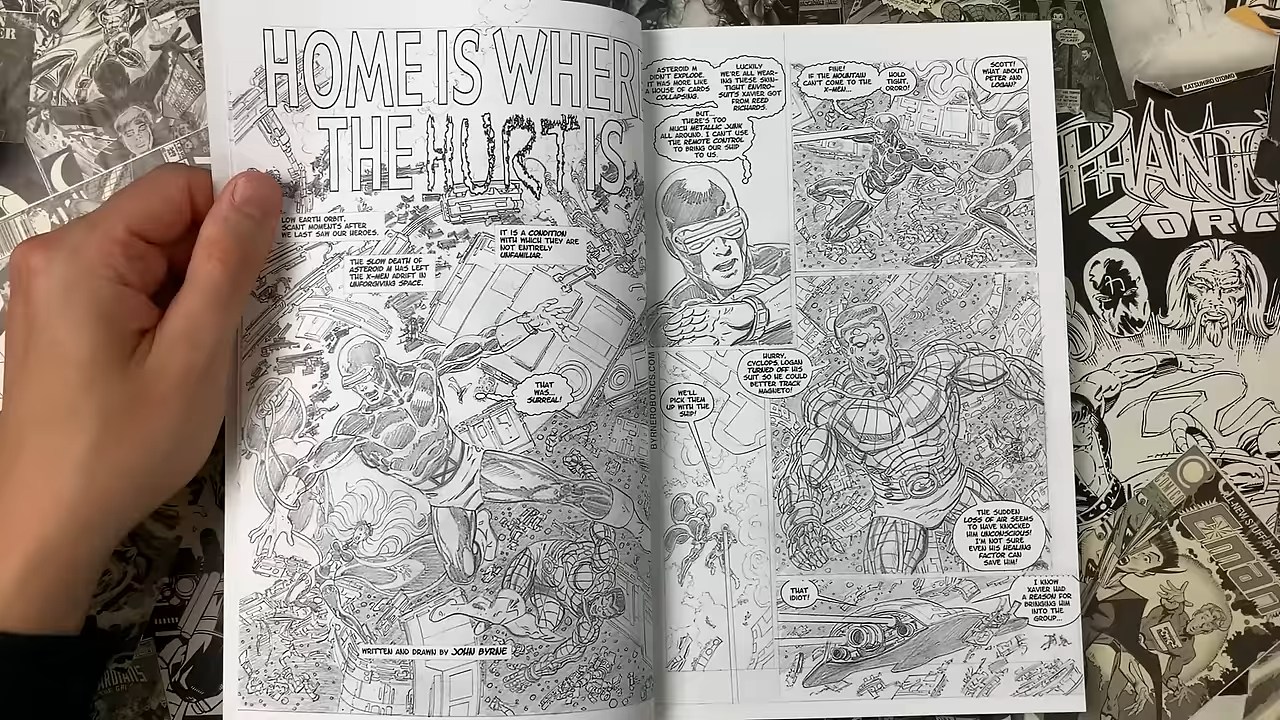 HOME IS WHER
THE HURT IS
LOW EARTH ORBIT.
SCANT MOMENTS AFTER
WE LAST SAW OUR HEROES.
THE SLOW DEATH OF
ASTEROID M HAS LEFT
THE X-MEN ADRIFT IN
UNFORGIVING SPACE.
IT IS A CONDITION
WITH WHICH THEY ARE
NOT ENTIRELY
UNFAMILIAR.
THAT
WAS...
SURREAL!
WRITTEN AND DRAWN BY JOHN BYRNE
BYRNEROBOTICS.COM
ASTEROID M
DIDN'T EXPLODE.
IT WAS MORE LIKE
A HOUSE OF CARDS
COLLAPSING.
LUCKILY
WE'RE ALL WEAR-
ING THESE SKIN-
TIGHT ENVIRO-
SUITS XAVIER GOT
FROM REED
RICHARDS.
BUT...
THERE'S TOO
MUCH METALLIC JUNK
ALL AROUND. I CAN'T USE
THE REMOTE CONTROL
TO BRING OUR SHIP
TO US.
FINE!
IF THE MOUNTAIN
CAN'T COME TO THE
X-MEN...
HOLD
TIGHT,
ORORO!
SCOTT!
WHAT ABOUT
PETER AND
LOGAN?
WE'LL
PICK THEM
UP WITH THE
SHIP!
HURRY,
CYCLOPS. LOGAN
TURNED OFF HIS
SUIT SO HE COULD
BETTER TRACK
MAGNETO!
THE SUDDEN
LOSS OF AIR SEEMS
TO HAVE KNOCKED
HIM UNCONSCIOUS!
I'M NOT SURE
EVEN HIS HEALING
FACTOR CAN
SAVE HIM!
THAT
IDIOT!
I KNOW
XAVIER HAD
A REASON FOR
BRINGING HIM
INTO THE
GROUP...
KATSUHIRO OTOMO
PHANT
FORC